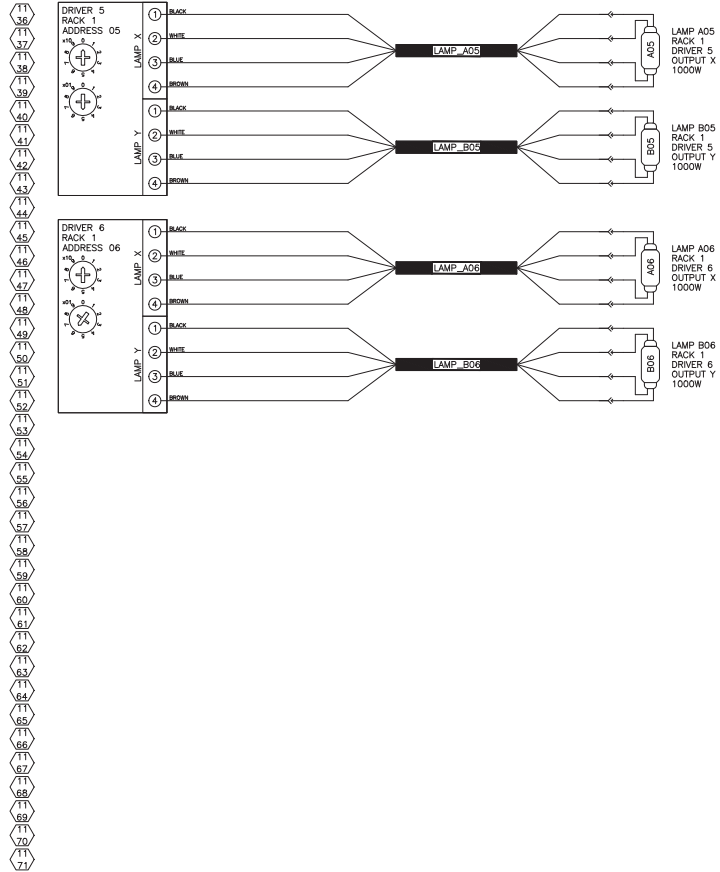 11
36
11
37
11
38
11
39
11
40
11
41
11
42
11
43
11
44
11
45
11
46
11
47
11
48
11
49
11
50
11
51
11
52
11
53
11
54
11
55
11
56
11
57
11
58
11
59
11
60
11
61
11
62
11
63
11
64
11
65
11
66
11
67
11
68
11
69
11
70
11
71
DRIVER 5
RACK 1
ADDRESS 05
x10
x01
LAMP X
1 BLACK
2 WHITE
3 BLUE
4 BROWN
LAMP_A05
A05
LAMP A05
RACK 1
DRIVER 5
OUTPUT X
1000W
LAMP Y
1 BLACK
2 WHITE
3 BLUE
4 BROWN
LAMP_B05
B05
LAMP B05
RACK 1
DRIVER 5
OUTPUT Y
1000W
DRIVER 6
RACK 1
ADDRESS 06
x10
x01
LAMP X
1 BLACK
2 WHITE
3 BLUE
4 BROWN
LAMP_A06
A06
LAMP A06
RACK 1
DRIVER 6
OUTPUT X
1000W
LAMP Y
1 BLACK
2 WHITE
3 BLUE
4 BROWN
LAMP_B06
B06
LAMP B06
RACK 1
DRIVER 6
OUTPUT Y
1000W